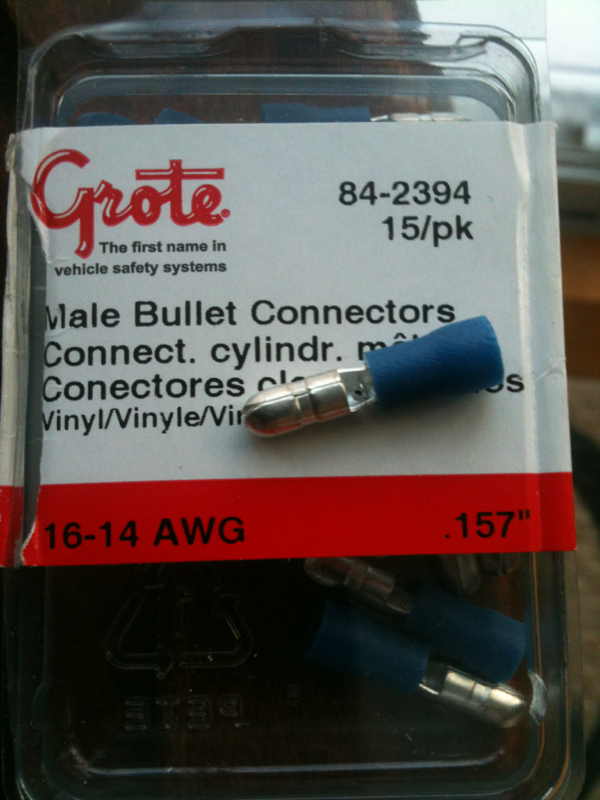 Grote
84-2394
15/pk
The first name in
vehicle safety systems
Male Bullet Connectors
Connect. cylindr.
Conectores
Vinyl/Vinyle/
16-14 AWG
.157"
PETE